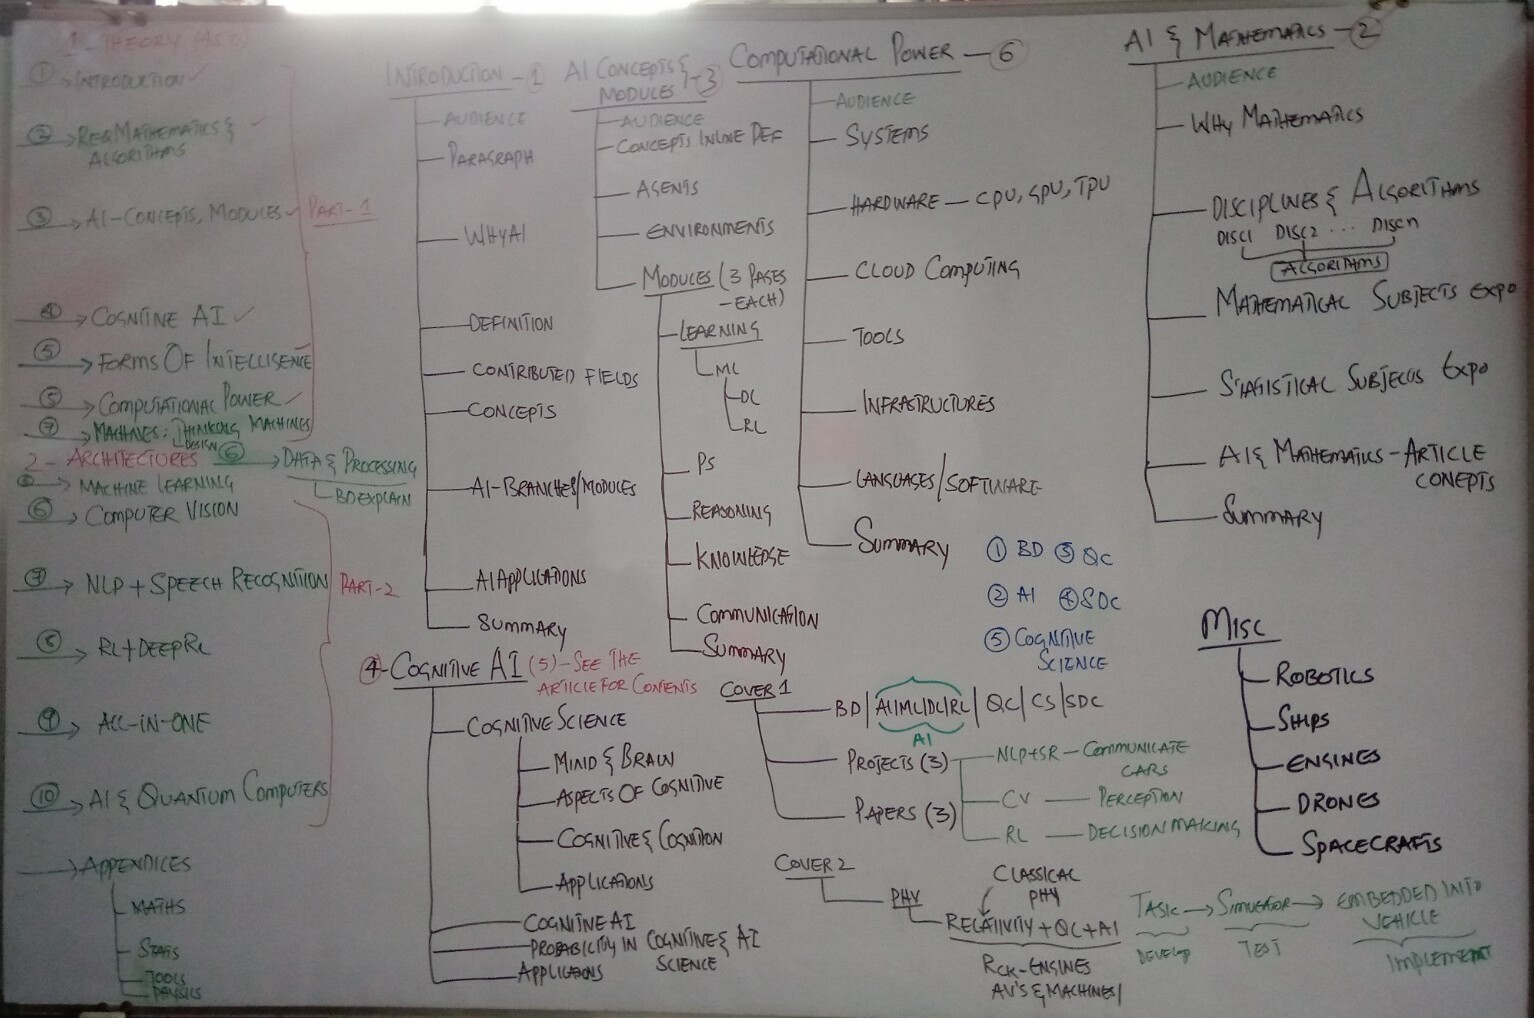 1 - THEORY
① → INTRODUCTION ✓
② → REQ MATHEMATICS & ✓
ALGORITHMS
③ → AI-CONCEPTS, MODULES ✓
PART-1
④ → COGNITIVE AI ✓
⑤ → FORMS OF INTELLIGENCE
⑤ → COMPUTATIONAL POWER ✓
⑦ → MACHINES: THINKING MACHINES
DESIGN
2 - ARCHITECTURES
⑥ → DATA & PROCESSING
BD EXPLAIN
→ MACHINE LEARNING
⑥ → COMPUTER VISION
⑦ → NLP + SPEECH RECOGNITION
PART-2
⑧ → RL + DEEP RL
⑨ → ALL-IN-ONE
⑩ → AI & QUANTUM COMPUTERS
→ APPENDICES
MATHS
STATS
TOOLS
PHYSICS
INTRODUCTION - ①
AUDIENCE
PARAGRAPH
WHY AI
DEFINITION
CONTRIBUTED FIELDS
CONCEPTS
AI-BRANCHES/MODULES
AI APPLICATIONS
SUMMARY
AI CONCEPTS &
MODULES - ③
AUDIENCE
CONCEPTS INLINE DEF
AGENTS
ENVIRONMENTS
MODULES (3 PAGES
- EACH)
LEARNING
ML
DL
RL
PS
REASONING
KNOWLEDGE
COMMUNICATION
SUMMARY
COMPUTATIONAL POWER - ⑥
AUDIENCE
SYSTEMS
HARDWARE - CPU, GPU, TPU
CLOUD COMPUTING
TOOLS
INFRASTRUCTURES
LANGUAGES/SOFTWARE
SUMMARY
AI & MATHEMATICS - ②
AUDIENCE
WHY MATHEMATICS
DISCIPLINES & ALGORITHMS
DISC1 DISC2 ... DISCN
ALGORITHMS
MATHEMATICAL SUBJECTS EXPO
STATISTICAL SUBJECTS EXPO
AI & MATHEMATICS - ARTICLE
CONEPTS
SUMMARY
① BD ③ QC
② AI ④ SDC
⑤ COGNITIVE
SCIENCE
④ - COGNITIVE AI (5) - SEE THE
ARTICLE FOR CONTENTS
COGNITIVE SCIENCE
MIND & BRAIN
ASPECTS OF COGNITIVE
COGNITIVE & COGNITION
APPLICATIONS
COGNITIVE AI
PROBABILITY IN COGNITIVE & AI
SCIENCE
APPLICATIONS
COVER 1
BD | AI/ML/DL/RL | QC | CS | SDC
AI
PROJECTS (3)
PAPERS (3)
NLP+SR - COMMUNICATE
CARS
CV - PERCEPTION
RL - DECISION MAKING
COVER 2
PHY
CLASSICAL
PHY
RELATIVITY + QC + AI
RCK-ENGINES
AV'S & MACHINES/
TASK → SIMULATOR → EMBEDDED INTO
VEHICLE
DEVELOP TEST IMPLEMENT
MISC
ROBOTICS
SHIPS
ENGINES
DRONES
SPACECRAFTS